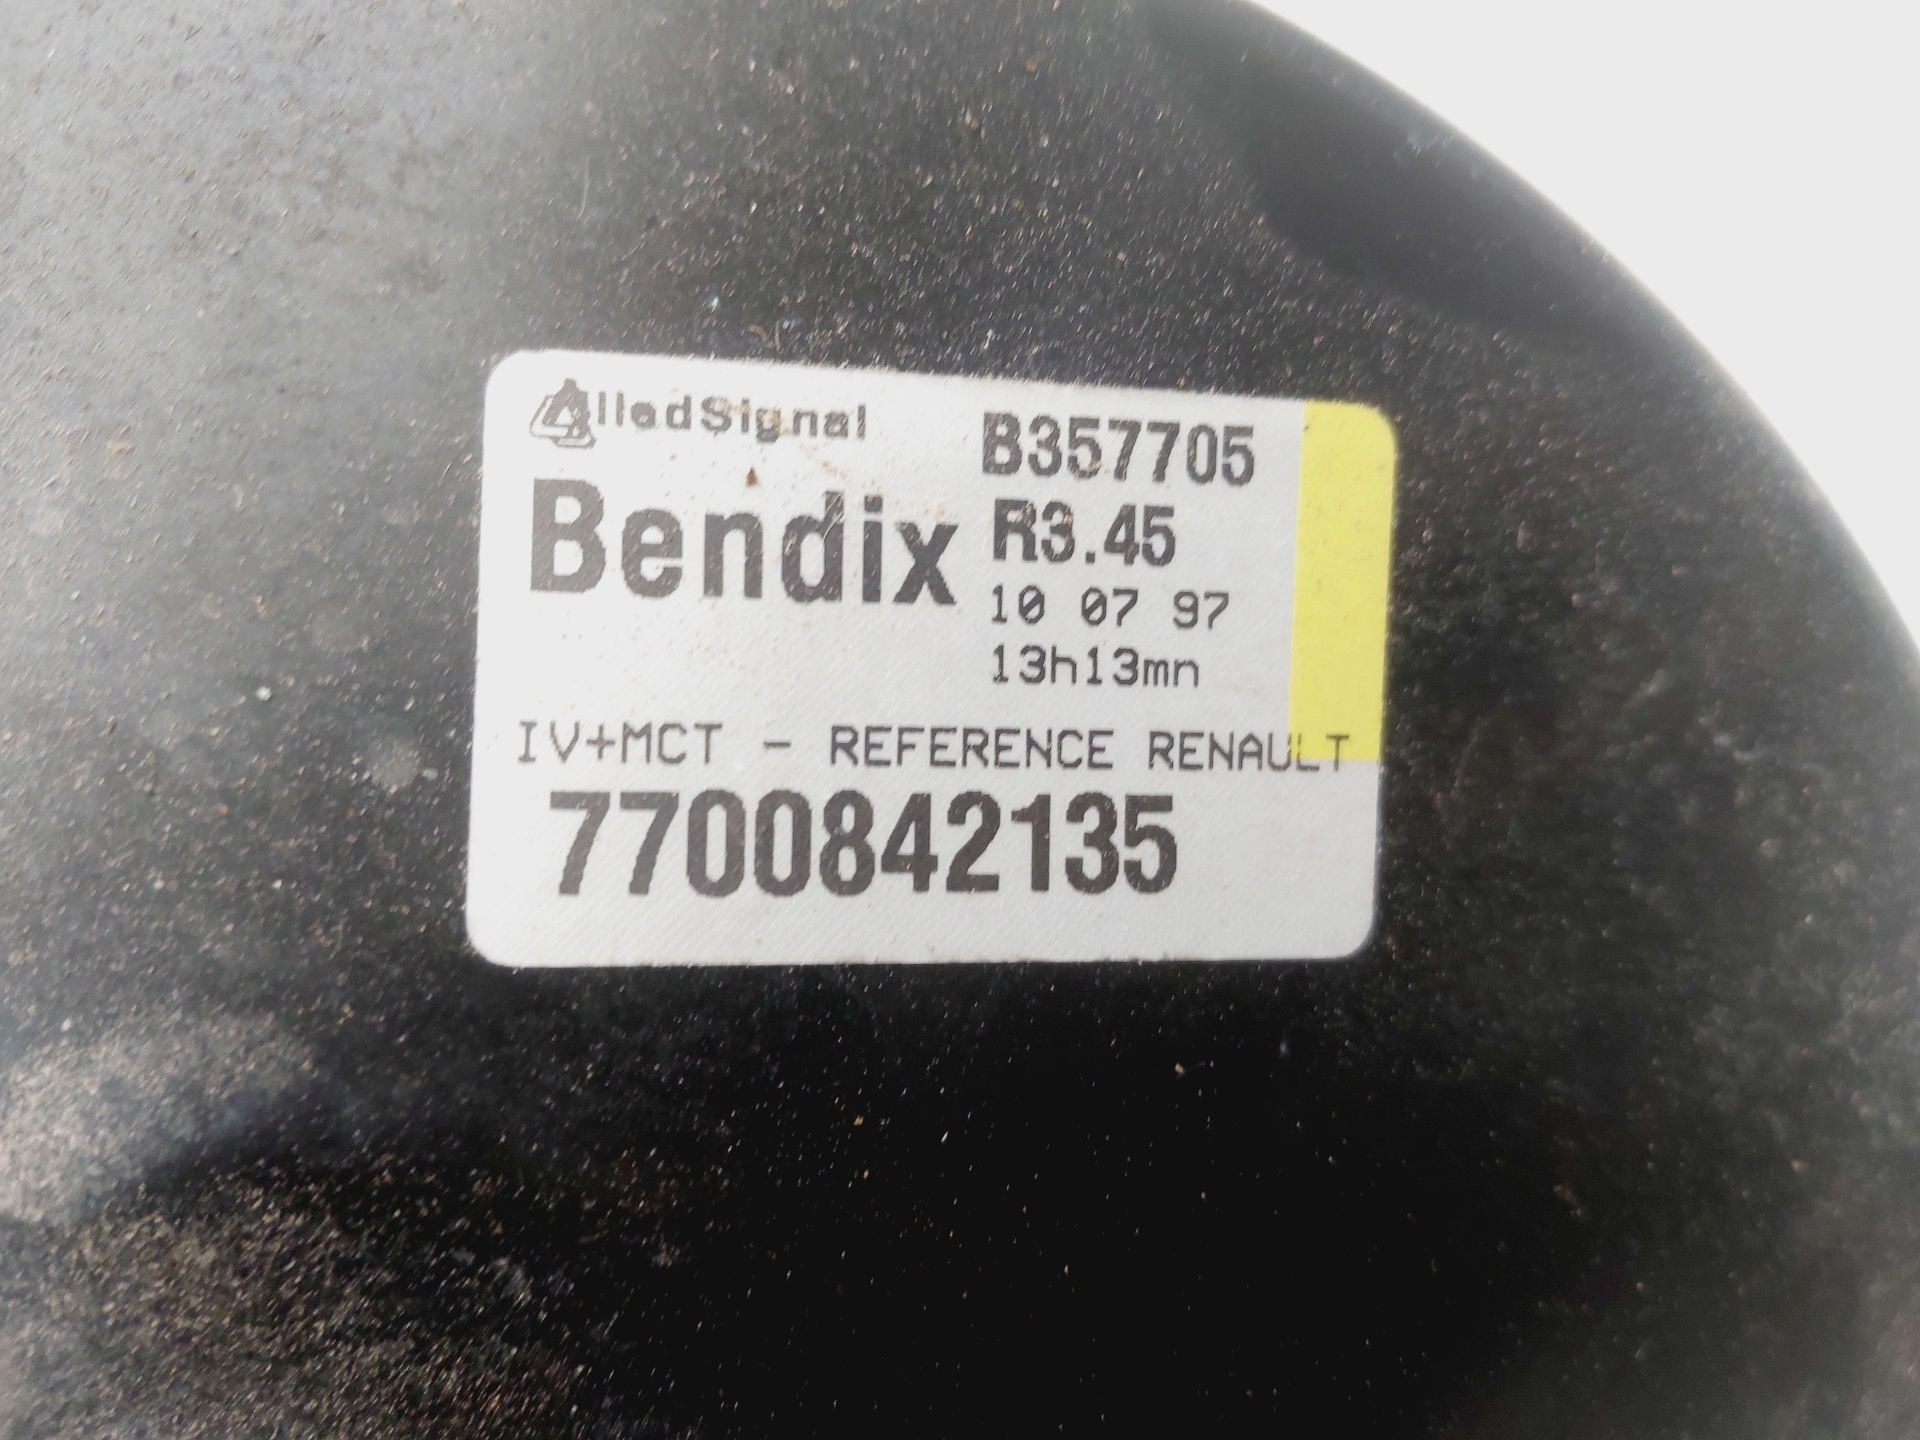 AlliedSignal
Bendix
B357705
R3.45
10 07 97
13h13mn
IV+MCT - REFERENCE RENAULT
7700842135